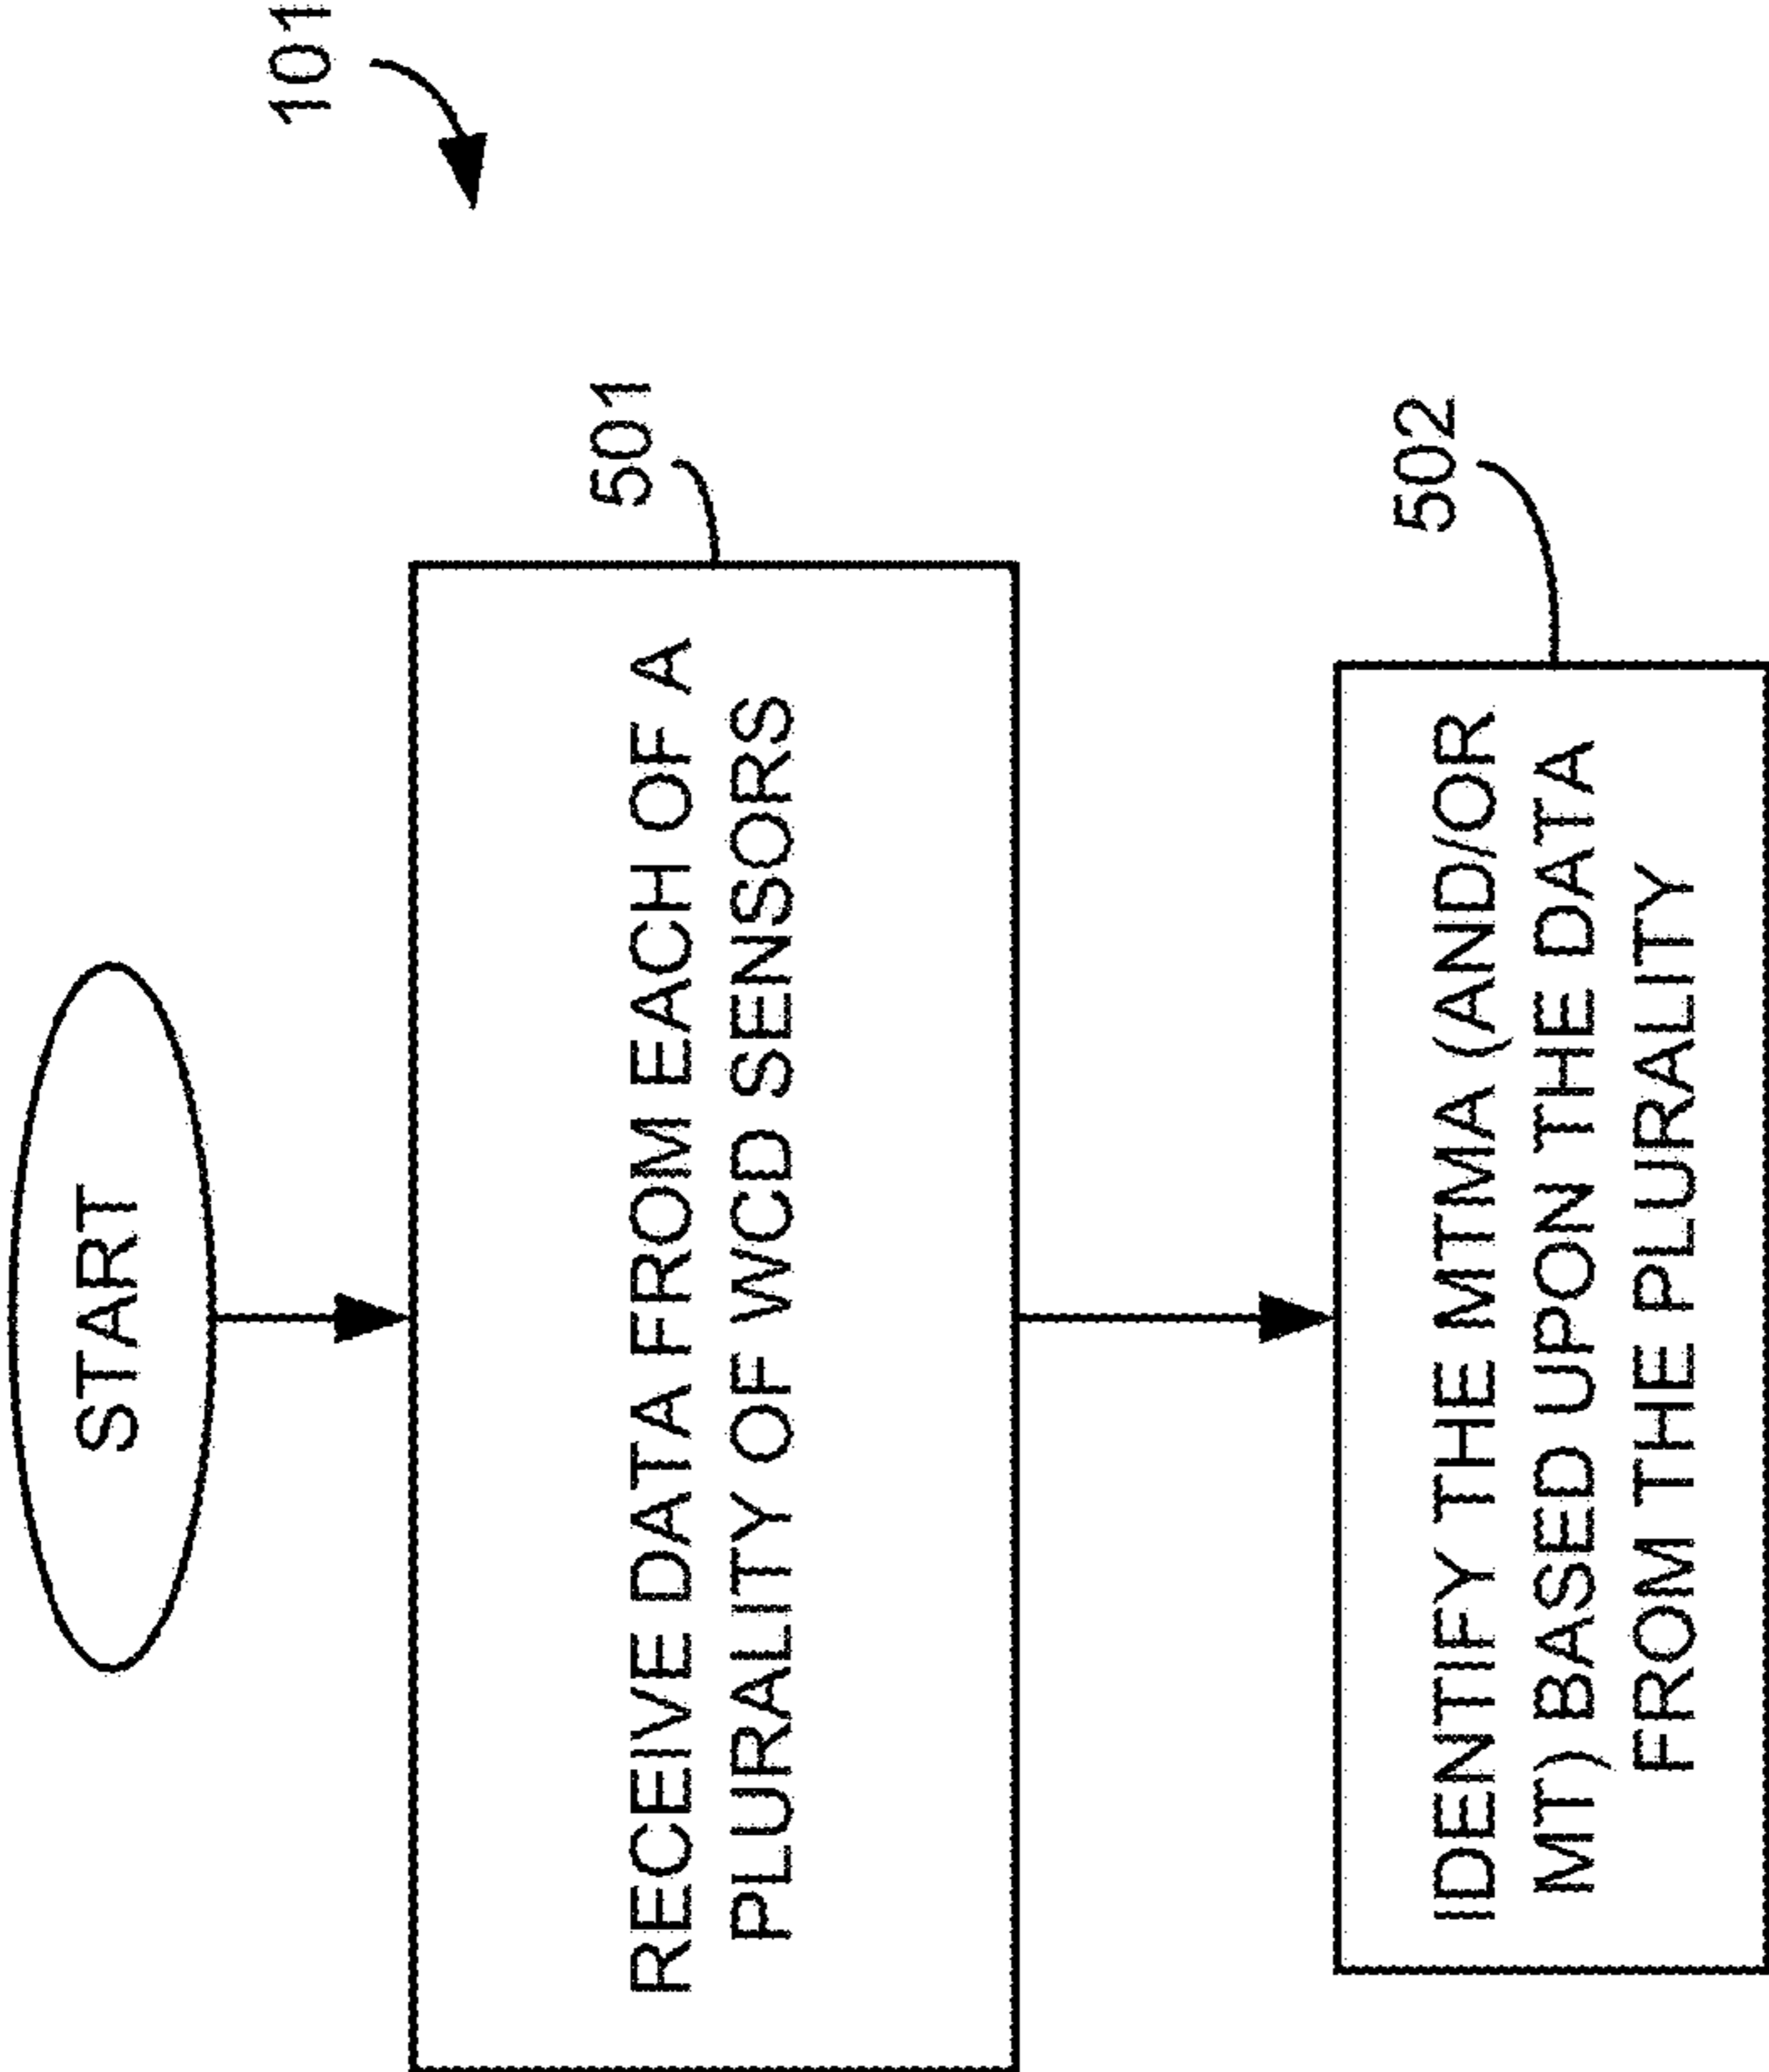 START
101
RECEIVE DATA FROM EACH OF A
PLURALITY OF WCD SENSORS
501
IDENTIFY THE MTMA (AND/OR
MT) BASED UPON THE DATA
FROM THE PLURALITY
502